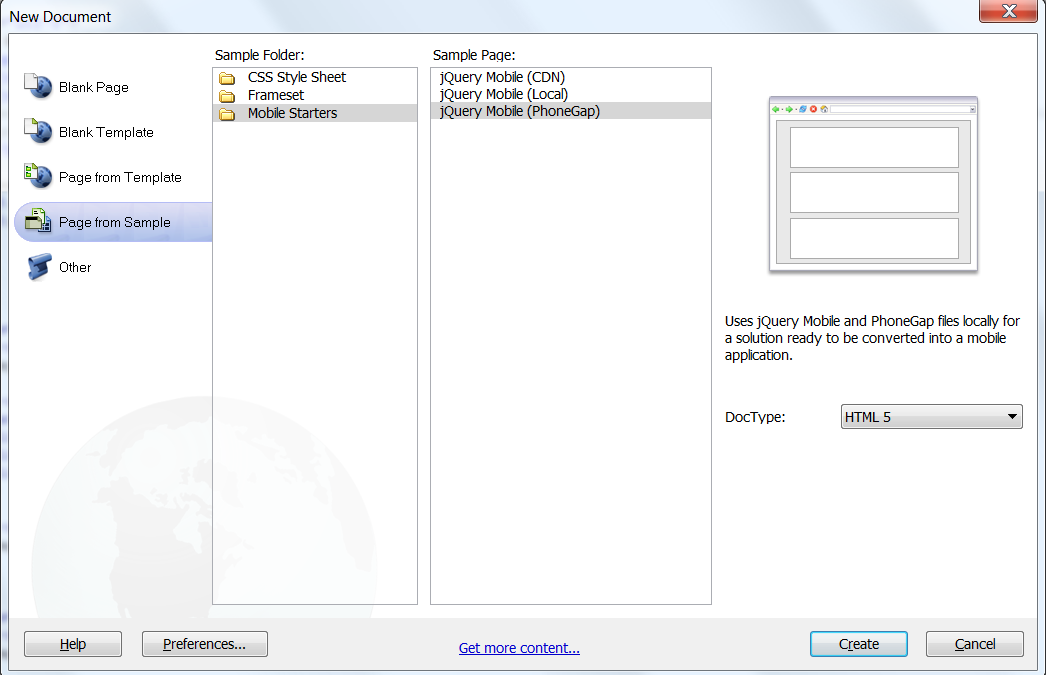 New Document
Blank Page
Blank Template
Page from Template
Page from Sample
Other
Sample Folder:
CSS Style Sheet
Frameset
Mobile Starters
Sample Page:
jQuery Mobile (CDN)
jQuery Mobile (Local)
jQuery Mobile (PhoneGap)
Uses jQuery Mobile and PhoneGap files locally for
a solution ready to be converted into a mobile
application.
DocType:
HTML 5
Help
Preferences...
Get more content...
Create
Cancel